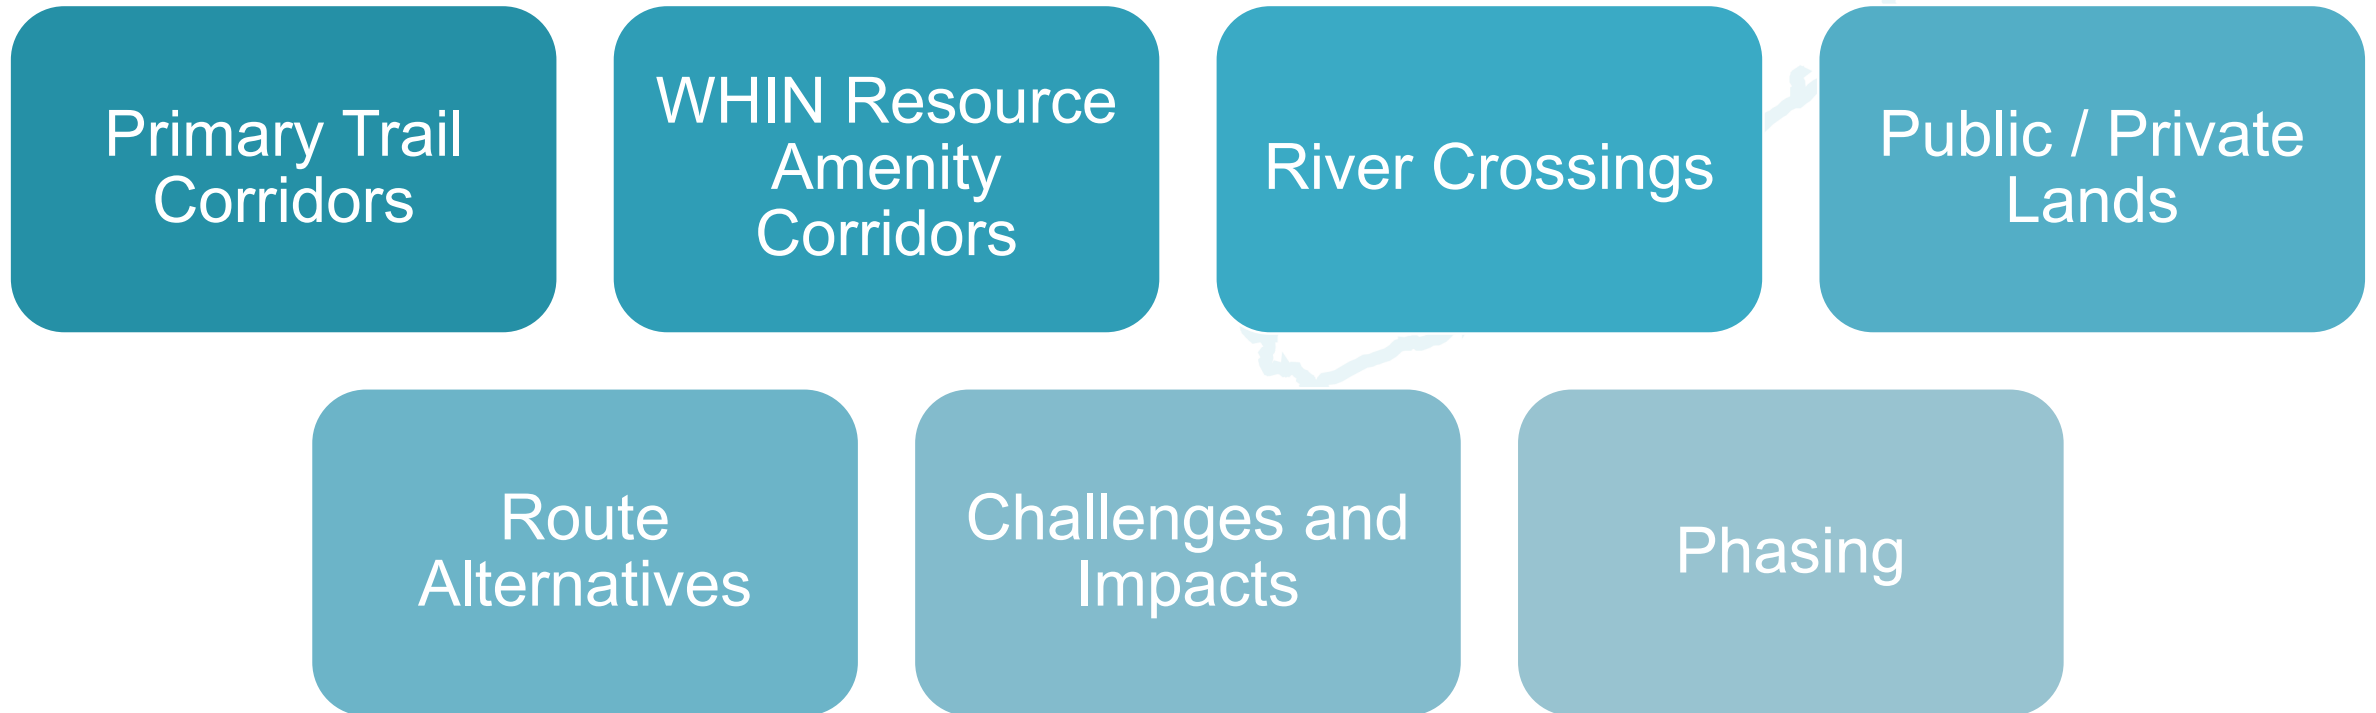 Primary Trail
Corridors
WHIN Resource
Amenity
Corridors
River Crossings
Public / Private
Lands
Route
Alternatives
Challenges and
Impacts
Phasing